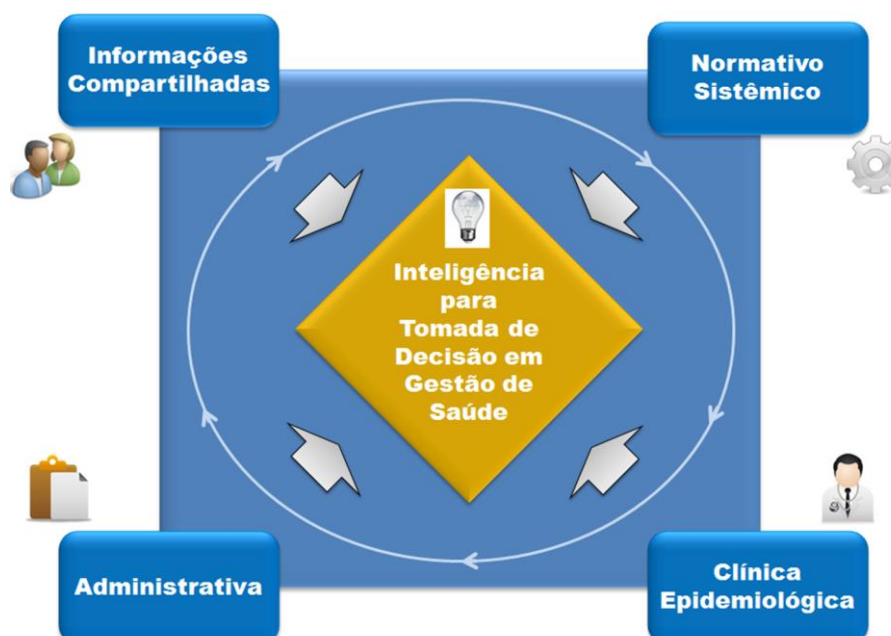 Informações
Compartilhadas
Normativo
Sistêmico
Inteligência
para
Tomada de
Decisão em
Gestão de
Saúde
Administrativa
Clínica
Epidemiológica